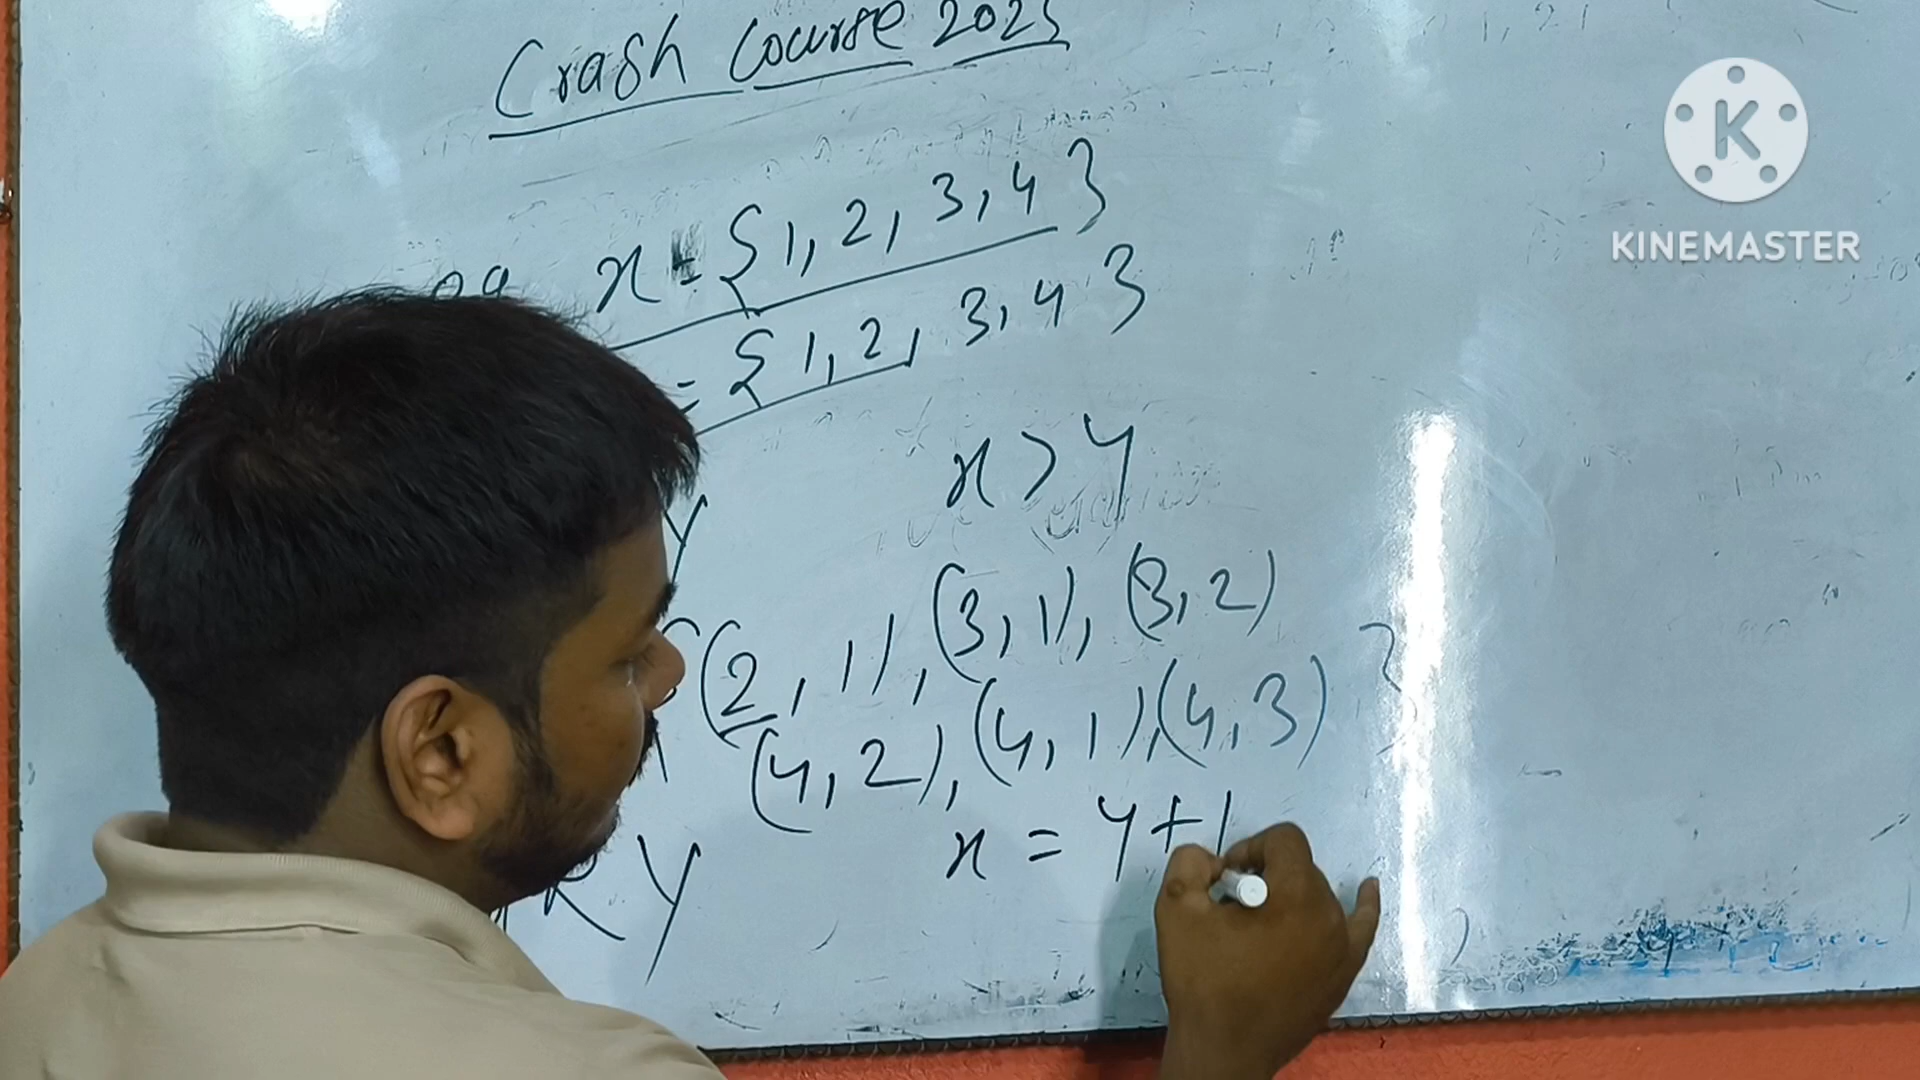 Crash Course 2023
x = {1, 2, 3, 4}
= {1, 2, 3, 4}
x > y
y
{(2, 1), (3, 1), (3, 2)
(4, 2), (4, 1), (4, 3) }
x = y + 1
R y
KINEMASTER